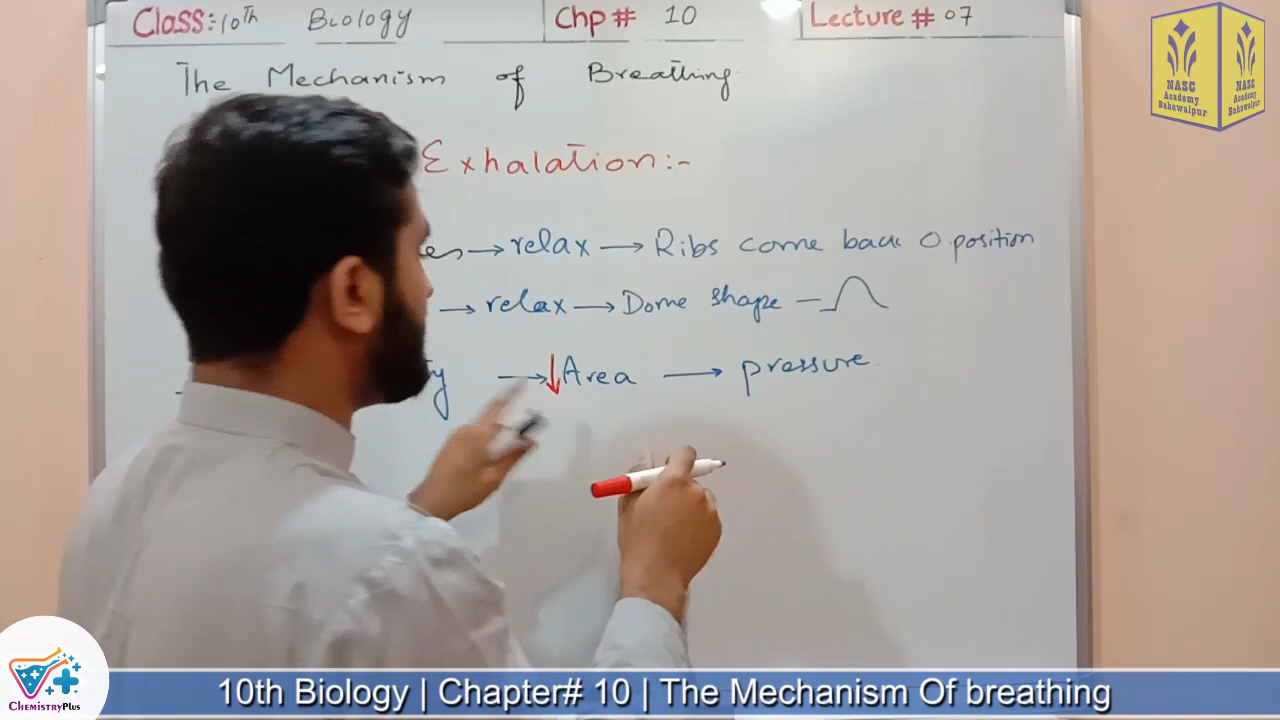 Class:- 10th Biology Chp# 10 Lecture # 07
The Mechanism of Breathing
Exhalation:-
→ relax → Ribs come back O.position
→ relax → Dome shape –
→ ↓ Area → pressure
NASC Academy Bahawalpur
NASC Academy Bahawalpur
ChemistryPlus
10th Biology | Chapter# 10 | The Mechanism Of breathing